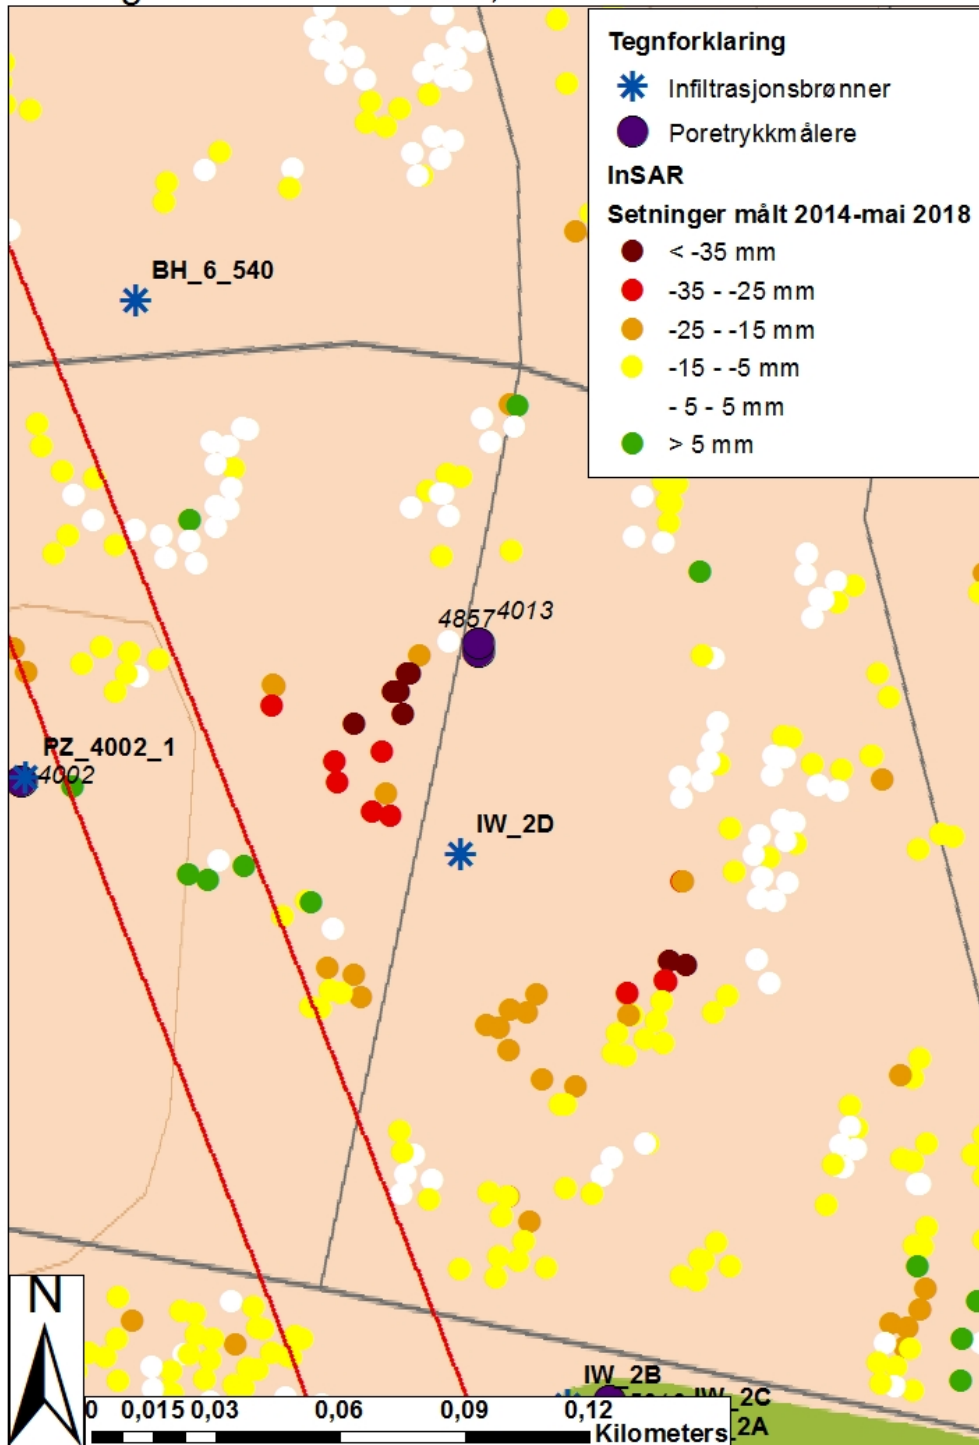 Tegnforklaring
Infiltrasjonsbrønner
Poretrykkmålere
InSAR
Setninger målt 2014-mai 2018
< -35 mm
-35 - -25 mm
-25 - -15 mm
-15 - -5 mm
- 5 - 5 mm
> 5 mm
BH_6_540
4857 4013
PZ_4002_1
4002
IW_2D
N
IW_2B
IW_2C
_2A
0 0,015 0,03 0,06 0,09 0,12
Kilometers